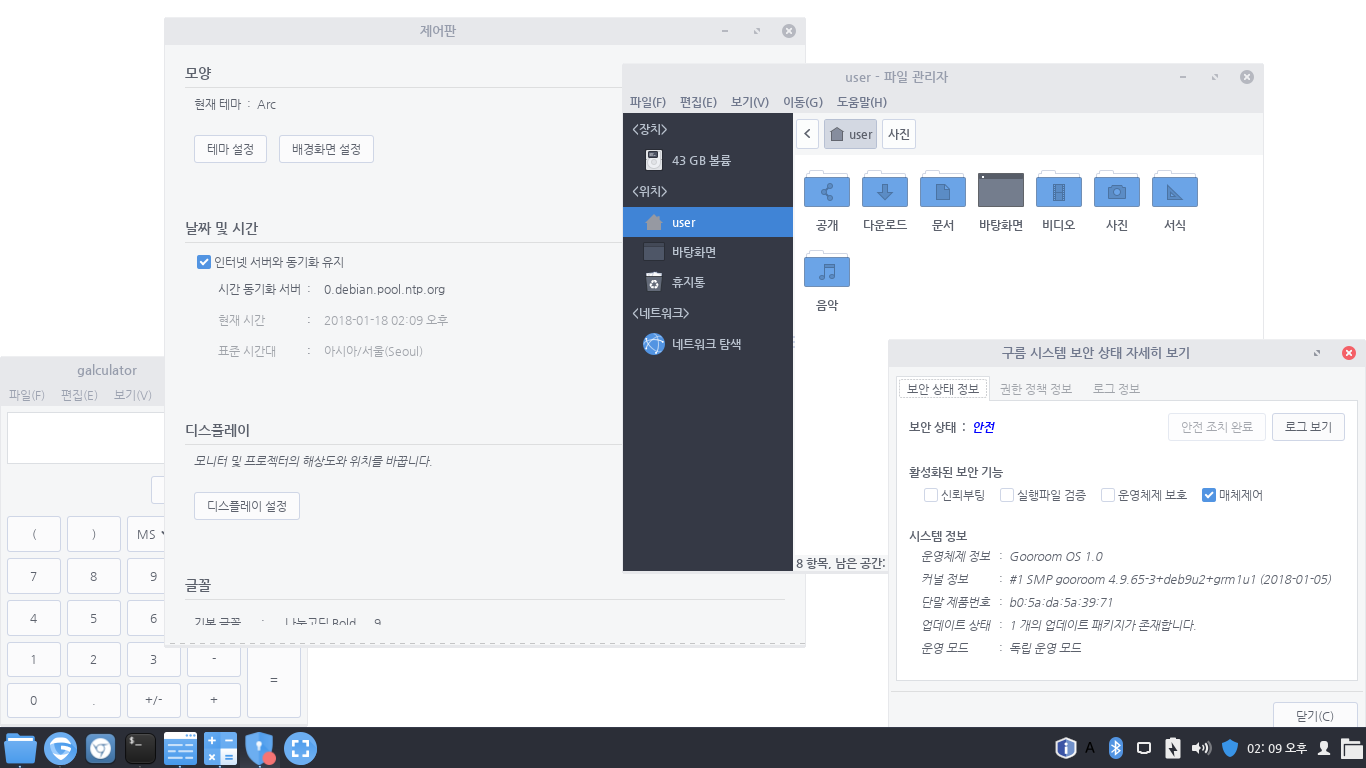 제어판
모양
현재 테마 : Arc
테마 설정 배경화면 설정
날짜 및 시간
인터넷 서버와 동기화 유지
시간 동기화 서버 : 0.debian.pool.ntp.org
현재 시간 : 2018-01-18 02:09 오후
표준 시간대 : 아시아/서울(Seoul)
디스플레이
모니터 및 프로젝터의 해상도와 위치를 바꿉니다.
디스플레이 설정
글꼴
기본 글꼴 : 나눔고딕 Bold 9
user - 파일 관리자
파일(F) 편집(E) 보기(V) 이동(G) 도움말(H)
<장치>
43 GB 볼륨
<위치>
user
바탕화면
휴지통
<네트워크>
네트워크 탐색
user 사진
공개 다운로드 문서 바탕화면 비디오 사진 서식
음악
8 항목, 남은 공간:
galculator
파일(F) 편집(E) 보기(V)
( ) MS
7 8 9
4 5 6
1 2 3 -
=
0 . +/- +
구름 시스템 보안 상태 자세히 보기
보안 상태 정보 권한 정책 정보 로그 정보
보안 상태 : 안전 안전 조치 완료 로그 보기
활성화된 보안 기능
신뢰부팅 실행파일 검증 운영체제 보호 매체제어
시스템 정보
운영체제 정보 : Gooroom OS 1.0
커널 정보 : #1 SMP gooroom 4.9.65-3+deb9u2+grm1u1 (2018-01-05)
단말 제품번호 : b0:5a:da:5a:39:71
업데이트 상태 : 1 개의 업데이트 패키지가 존재합니다.
운영 모드 : 독립 운영 모드
닫기(C)
A 02: 09 오후